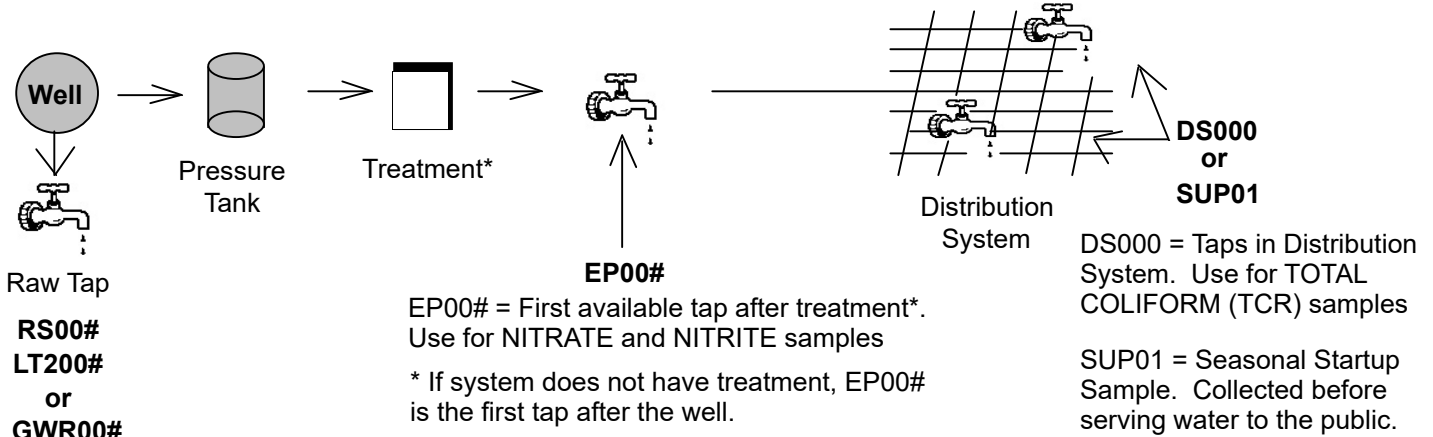 Well
Pressure
Tank
Treatment*
Raw Tap
RS00#
LT200#
or
GWR00#
EP00#
EP00# = First available tap after treatment*.
Use for NITRATE and NITRITE samples
* If system does not have treatment, EP00#
is the first tap after the well.
Distribution
System
DS000
or
SUP01
DS000 = Taps in Distribution
System. Use for TOTAL
COLIFORM (TCR) samples
SUP01 = Seasonal Startup
Sample. Collected before
serving water to the public.